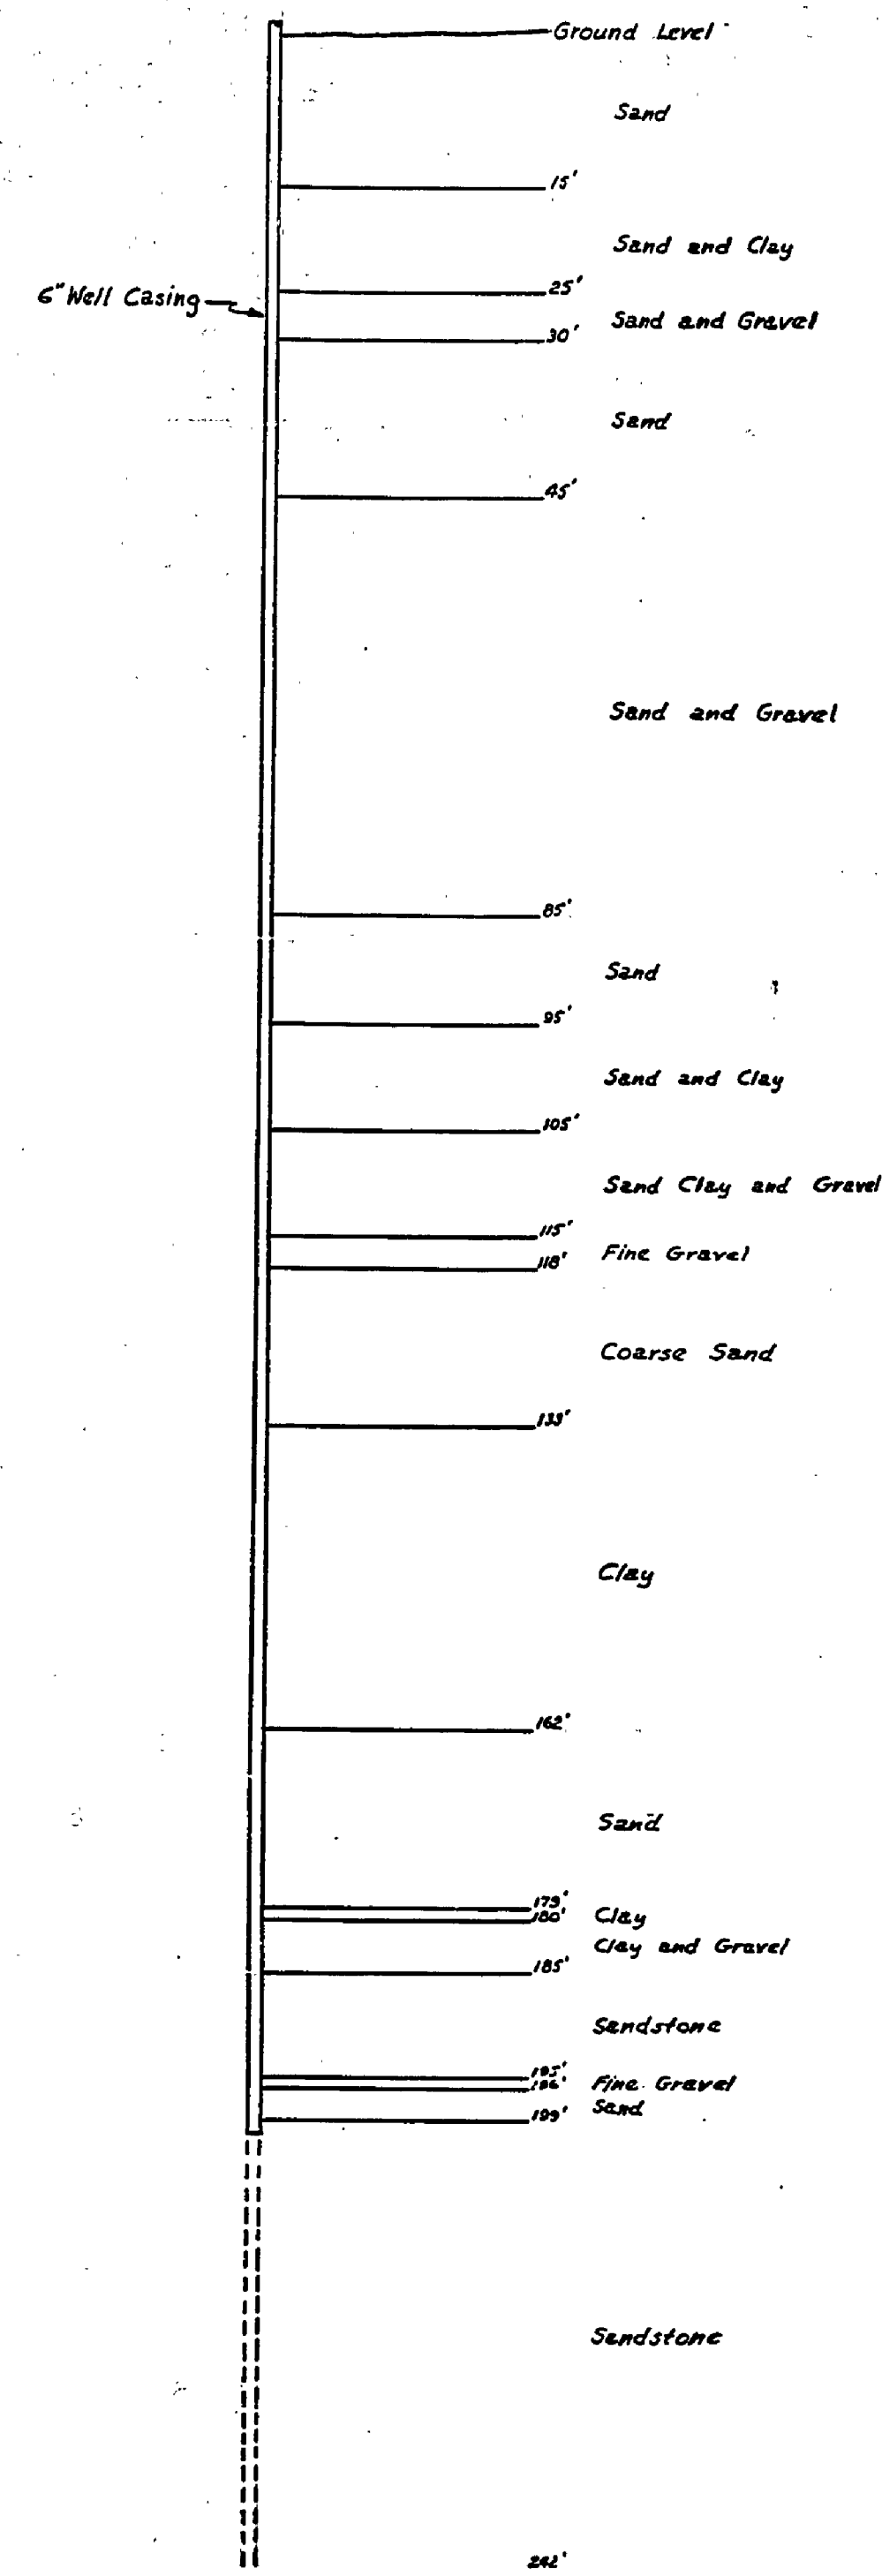 Ground Level
Sand
15'
Sand and Clay
6" Well Casing
25'
Sand and Gravel
30'
Sand
45'
Sand and Gravel
85'
Sand
95'
Sand and Clay
105'
Sand Clay and Gravel
115'
Fine Gravel
118'
Coarse Sand
133'
Clay
162'
Sand
179'
180' Clay
Clay and Gravel
185'
Sandstone
195'
196' Fine Gravel
Sand
199'
Sandstone
242'